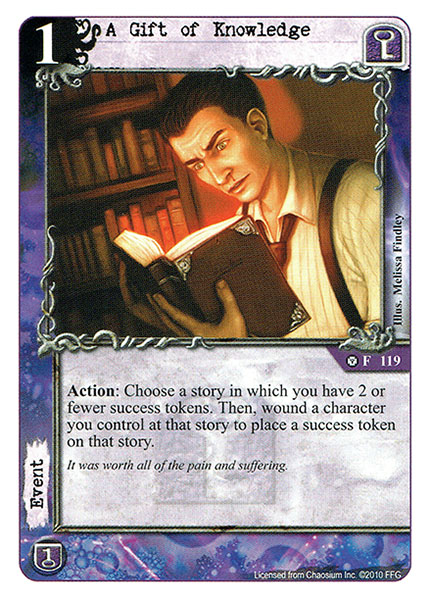 1
A Gift of Knowledge
Illus. Melissa Findley
F 119
Action: Choose a story in which you have 2 or
fewer success tokens. Then, wound a character
you control at that story to place a success token
on that story.
It was worth all of the pain and suffering.
Event
1
Licensed from Chaosium Inc. ©2010 FFG